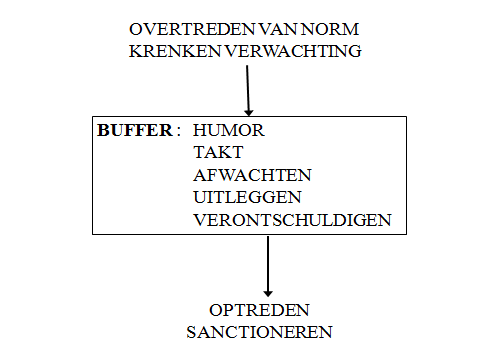 OVERTREDEN VAN NORM
KRENKEN VERWACHTING
BUFFER: HUMOR
TAKT
AFWACHTEN
UITLEGGEN
VERONTSCHULDIGEN
OPTREDEN
SANCTIONEREN